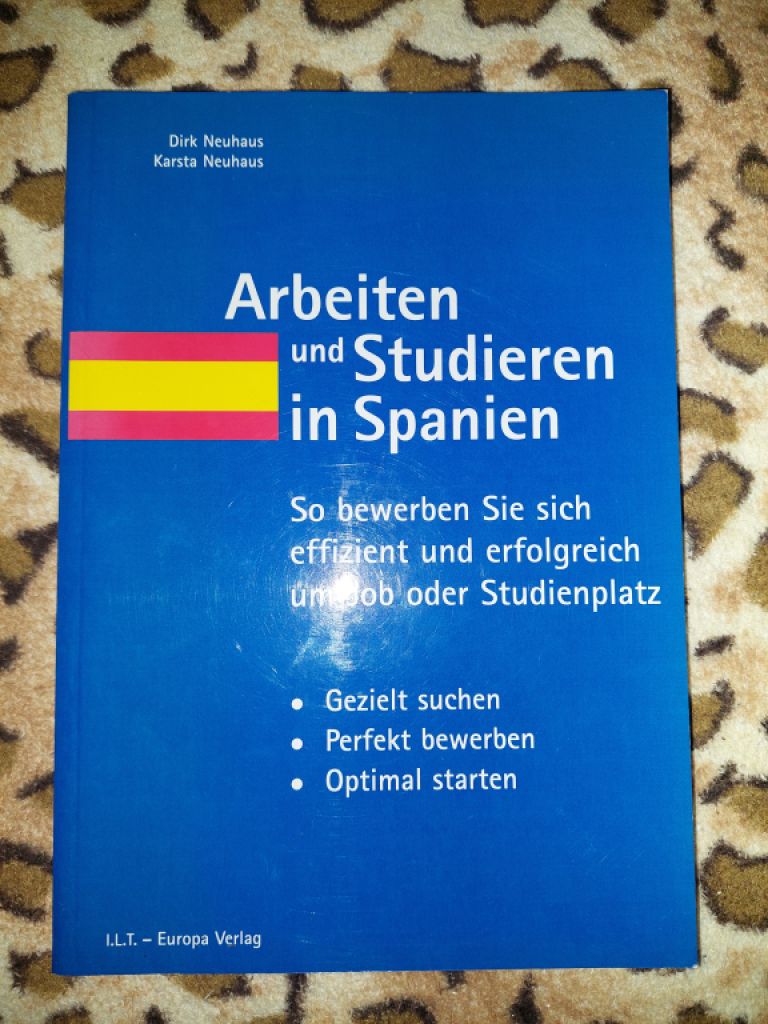 Dirk Neuhaus
Karsta Neuhaus
Arbeiten
und Studieren
in Spanien
So bewerben Sie sich
effizient und erfolgreich
um Job oder Studienplatz
• Gezielt suchen
• Perfekt bewerben
• Optimal starten
I.L.T. – Europa Verlag